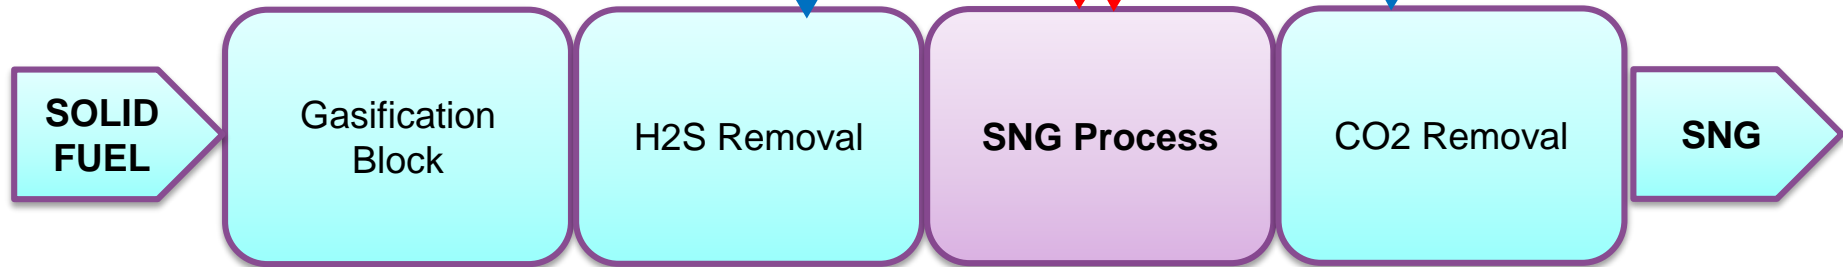 SOLID
FUEL
Gasification
Block
H2S Removal
SNG Process
CO2 Removal
SNG